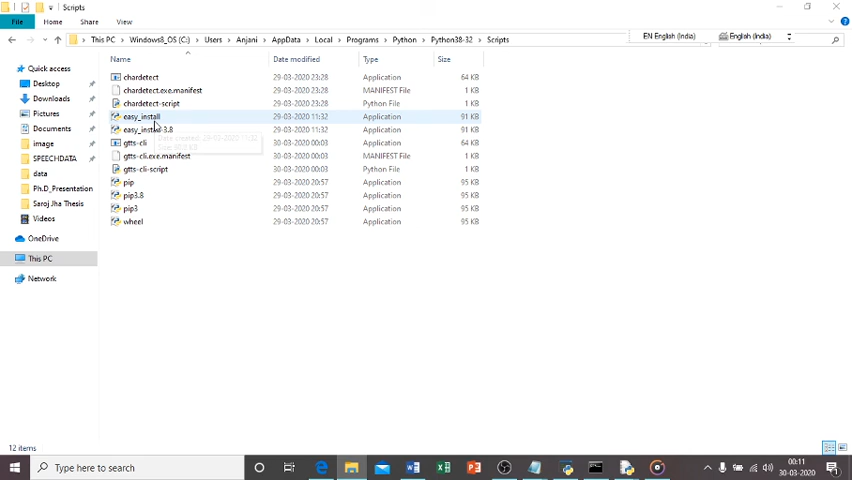 Scripts
File Home Share View
This PC Windows8_OS (C:) Users Anjani AppData Local Programs Python Python38-32 Scripts
EN English (India) English (India)
Name Date modified Type Size
Quick access
Desktop
Downloads
Pictures
Documents
image
SPEECHDATA
data
Ph.D_Presentation
Saroj Jha Thesis
Videos
OneDrive
This PC
Network
chardetect 29-03-2020 23:28 Application 64 KB
chardetect.exe.manifest 29-03-2020 23:28 MANIFEST File 1 KB
chardetect-script 29-03-2020 23:28 Python File 1 KB
easy_install 29-03-2020 11:32 Application 91 KB
easy_install-3.8 29-03-2020 11:32 Application 91 KB
Date created: 29-03-2020 11:32
gtts-cli 30-03-2020 00:03 Application 64 KB
gtts-cli.exe.manifest 30-03-2020 00:03 MANIFEST File 1 KB
gtts-cli-script 30-03-2020 00:03 Python File 1 KB
pip 29-03-2020 20:57 Application 95 KB
pip3.8 29-03-2020 20:57 Application 95 KB
pip3 29-03-2020 20:57 Application 95 KB
wheel 29-03-2020 20:57 Application 95 KB
12 items
Type here to search
00:11
30-03-2020